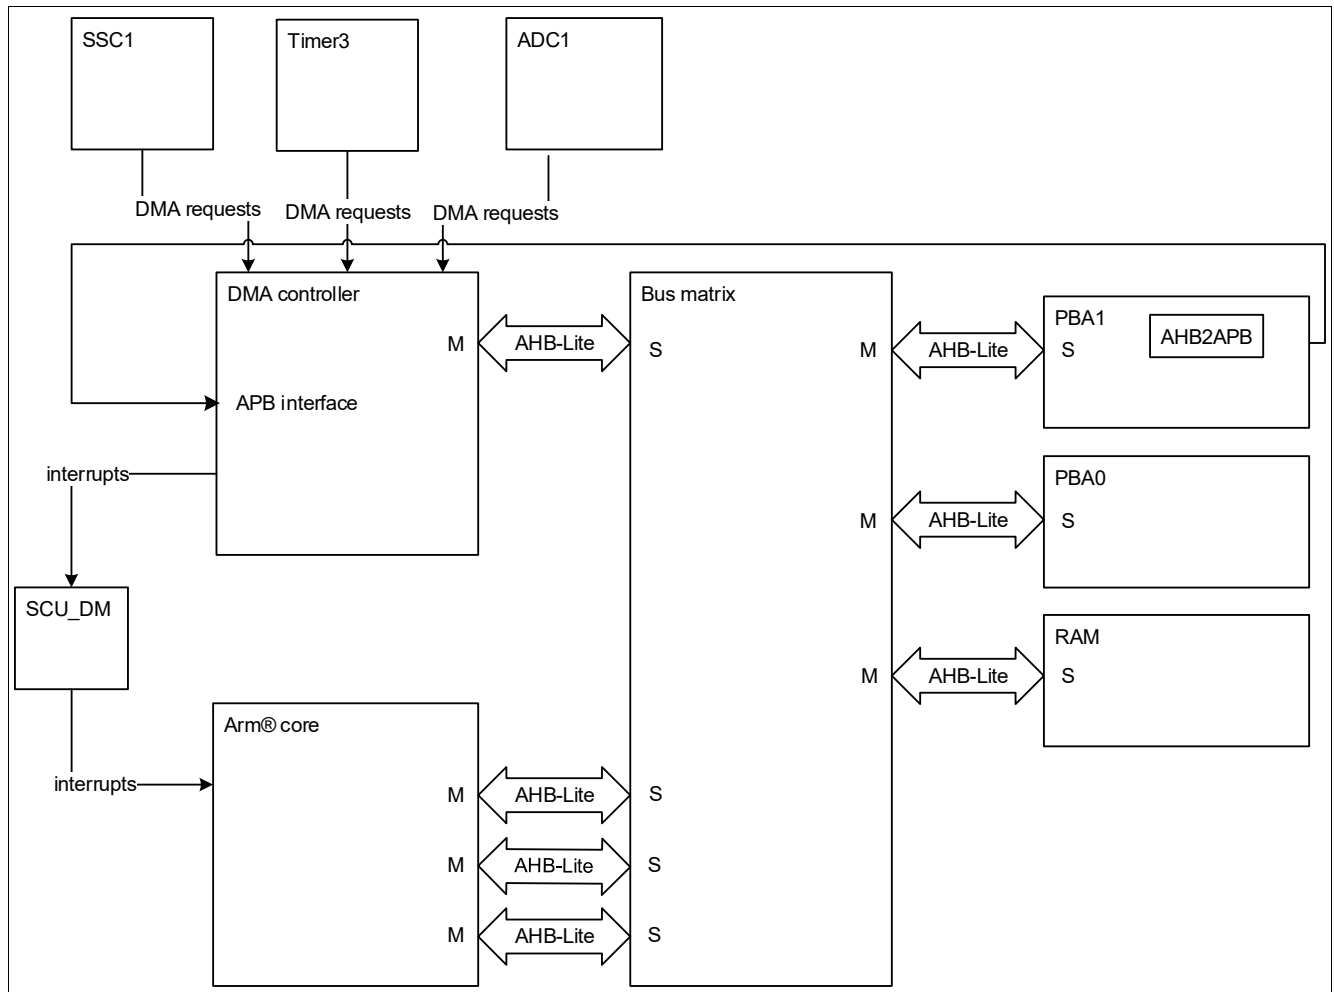 SSC1
Timer3
ADC1
DMA requests
DMA requests
DMA requests
DMA controller
M
AHB-Lite
APB interface
Bus matrix
S
M
AHB-Lite
PBA1
S
AHB2APB
interrupts
M
AHB-Lite
PBA0
S
SCU_DM
M
AHB-Lite
RAM
S
Arm® core
interrupts
M
AHB-Lite
S
M
AHB-Lite
S
M
AHB-Lite
S